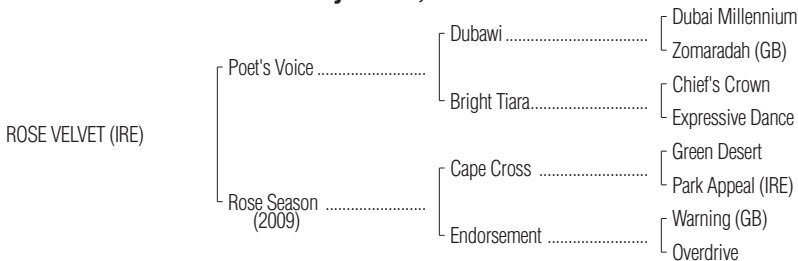 Dubai Millennium
Dubawi ..................................
Zomaradah (GB)
Poet's Voice .........................
Chief's Crown
Bright Tiara............................
Expressive Dance
ROSE VELVET (IRE)
Green Desert
Cape Cross .........................
Park Appeal (IRE)
Rose Season .......................
(2009)
Warning (GB)
Endorsement .......................
Overdrive